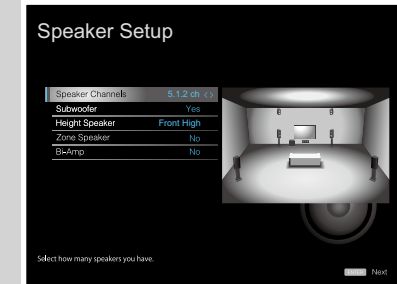 Speaker Setup
Speaker Channels 5.1.2 ch < >
Subwoofer Yes
Height Speaker Front High
Zone Speaker No
Bi-Amp No
Select how many speakers you have.
ENTER Next